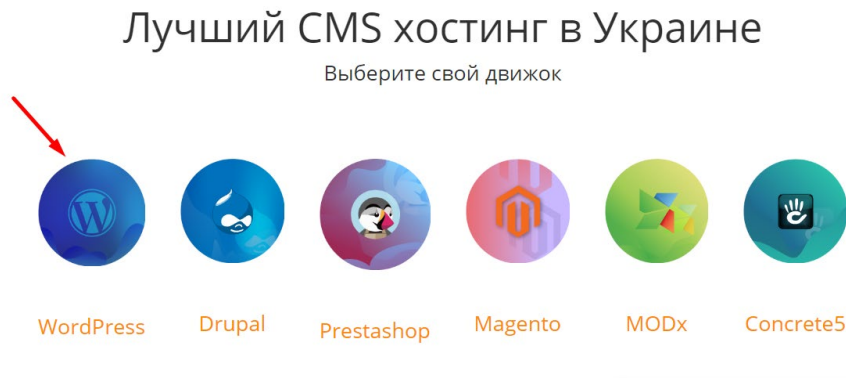 Лучший CMS хостинг в Украине
Выберите свой движок
WordPress Drupal Prestashop Magento MODx Concrete5